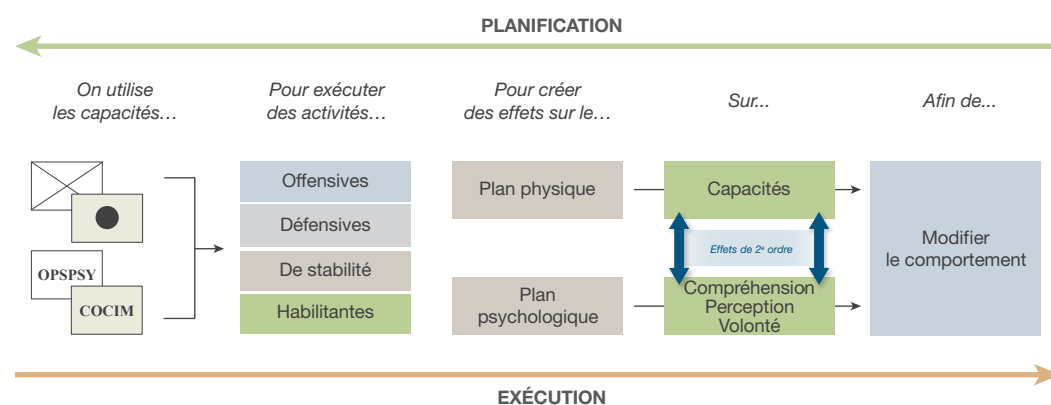 PLANIFICATION
On utilise
les capacités…
Pour exécuter
des activités…
Pour créer
des effets sur le…
Sur...
Afin de...
OPSPSY
COCIM
Offensives
Défensives
De stabilité
Habilitantes
Plan physique
Plan
psychologique
Capacités
Effets de 2e ordre
Compréhension
Perception
Volonté
Modifier
le comportement
EXÉCUTION